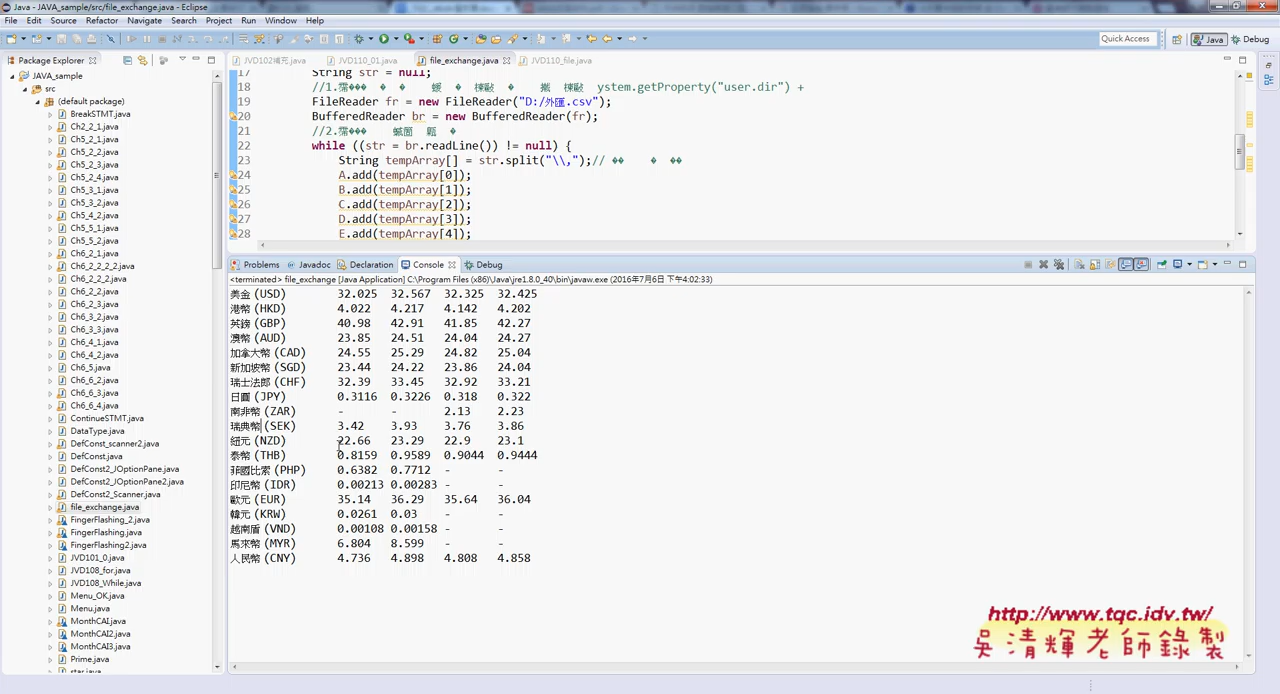 Java - JAVA_sample/src/file_exchange.java - Eclipse
File Edit Source Refactor Navigate Search Project Run Window Help
Quick Access Java Debug
Package Explorer
JAVA_sample
src
(default package)
BreakSTMT.java
Ch2_2_1.java
Ch5_2_1.java
Ch5_2_2.java
Ch5_2_3.java
Ch5_2_4.java
Ch5_3_1.java
Ch5_3_2.java
Ch5_4_2.java
Ch5_5_1.java
Ch5_5_2.java
Ch6_2_1.java
Ch6_2_2_2_2.java
Ch6_2_2_2.java
Ch6_2_2.java
Ch6_2_3.java
Ch6_3_2.java
Ch6_3_3.java
Ch6_4_1.java
Ch6_4_2.java
Ch6_5.java
Ch6_6_2.java
Ch6_6_3.java
Ch6_6_4.java
ContinueSTMT.java
DataType.java
DefConst_scanner2.java
DefConst.java
DefConst2_JOptionPane.java
DefConst2_JOptionPane2.java
DefConst2_Scanner.java
file_exchange.java
FingerFlashing_2.java
FingerFlashing.java
FingerFlashing2.java
JVD101_0.java
JVD108_for.java
JVD108_While.java
Menu_OK.java
Menu.java
MonthCAI.java
MonthCAI2.java
MonthCAI3.java
Prime.java
star.java
JVD102補充.java JVD110_01.java file_exchange.java JVD110_file.java
17 String str = null;
18 ystem.getProperty("user.dir") +
19 FileReader fr = new FileReader("D:/外匯.csv");
20 BufferedReader br = new BufferedReader(fr);
21 //2.
22 while ((str = br.readLine()) != null) {
23 String tempArray[] = str.split("\\,");//
24 A.add(tempArray[0]);
25 B.add(tempArray[1]);
26 C.add(tempArray[2]);
27 D.add(tempArray[3]);
28 E.add(tempArray[4]);
Problems Javadoc Declaration Console Debug
<terminated> file_exchange [Java Application] C:\Program Files (x86)\Java\jre1.8.0_40\bin\javaw.exe (2016年7月6日 下午4:02:33)
美金 (USD) 32.025 32.567 32.325 32.425
港幣 (HKD) 4.022 4.217 4.142 4.202
英鎊 (GBP) 40.98 42.91 41.85 42.27
澳幣 (AUD) 23.85 24.51 24.04 24.27
加拿大幣 (CAD) 24.55 25.29 24.82 25.04
新加坡幣 (SGD) 23.44 24.22 23.86 24.04
瑞士法郎 (CHF) 32.39 33.45 32.92 33.21
日圓 (JPY) 0.3116 0.3226 0.318 0.322
南非幣 (ZAR) - - 2.13 2.23
瑞典幣 (SEK) 3.42 3.93 3.76 3.86
紐元 (NZD) 22.66 23.29 22.9 23.1
泰幣 (THB) 0.8159 0.9589 0.9044 0.9444
菲國比索 (PHP) 0.6382 0.7712 - -
印尼幣 (IDR) 0.00213 0.00283 - -
歐元 (EUR) 35.14 36.29 35.64 36.04
韓元 (KRW) 0.0261 0.03 - -
越南盾 (VND) 0.00108 0.00158 - -
馬來幣 (MYR) 6.804 8.599 - -
人民幣 (CNY) 4.736 4.898 4.808 4.858
http://www.tqc.idv.tw/
吳清輝老師錄製